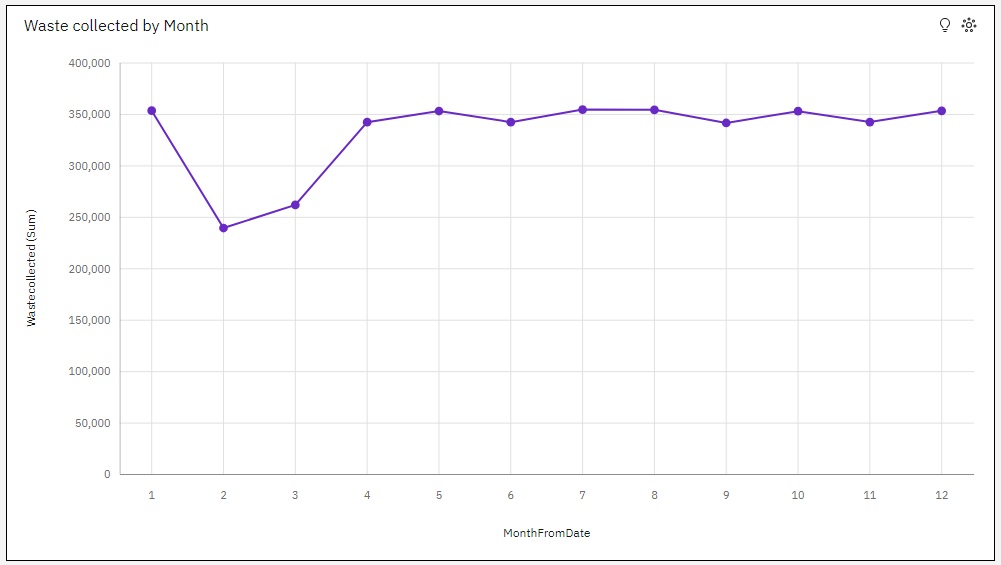 Waste collected by Month
400,000
350,000
300,000
250,000
200,000
150,000
100,000
50,000
0
Wastecollected (Sum)
1 2 3 4 5 6 7 8 9 10 11 12
MonthFromDate